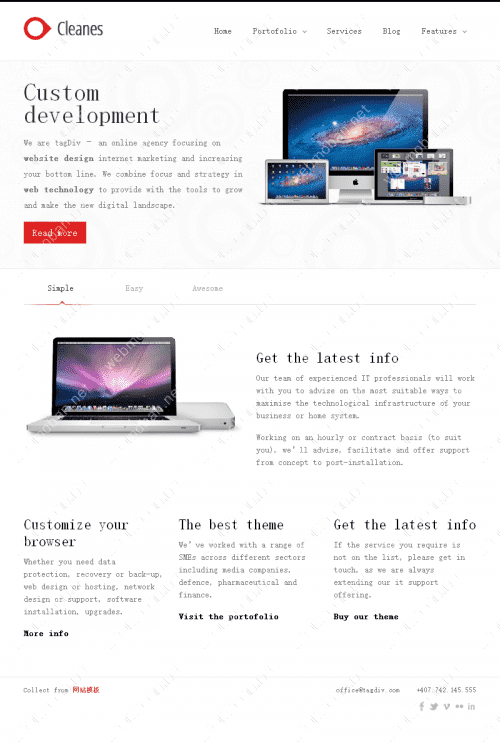 Cleanes
Home Portofolio Services Blog Features
Custom
development
We are tagDiv - an online agency focusing on
website design internet marketing and increasing
your bottom line. We combine focus and strategy in
web technology to provide with the tools to grow
and make the new digital landscape.
Read more
Simple Easy Awesome
Get the latest info
Our team of experienced IT professionals will work
with you to advise on the most suitable ways to
maximise the technological infrastructure of your
business or home system.
Working on an hourly or contract basis (to suit
you), we'll advise, facilitate and offer support
from concept to post-installation.
Customize your
browser
Whether you need data
protection, recovery or back-up,
web design or hosting, network
design or support, software
installation, upgrades.
More info
The best theme
We've worked with a range of
SMEs across different sectors
including media companies,
defence, pharmaceutical and
finance.
Visit the portofolio
Get the latest info
If the service you require is
not on the list, please get in
touch, as we are always
extending our it support
offering.
Buy our theme
Collect from 网站模板
office@tagdiv.com +407.742.145.555